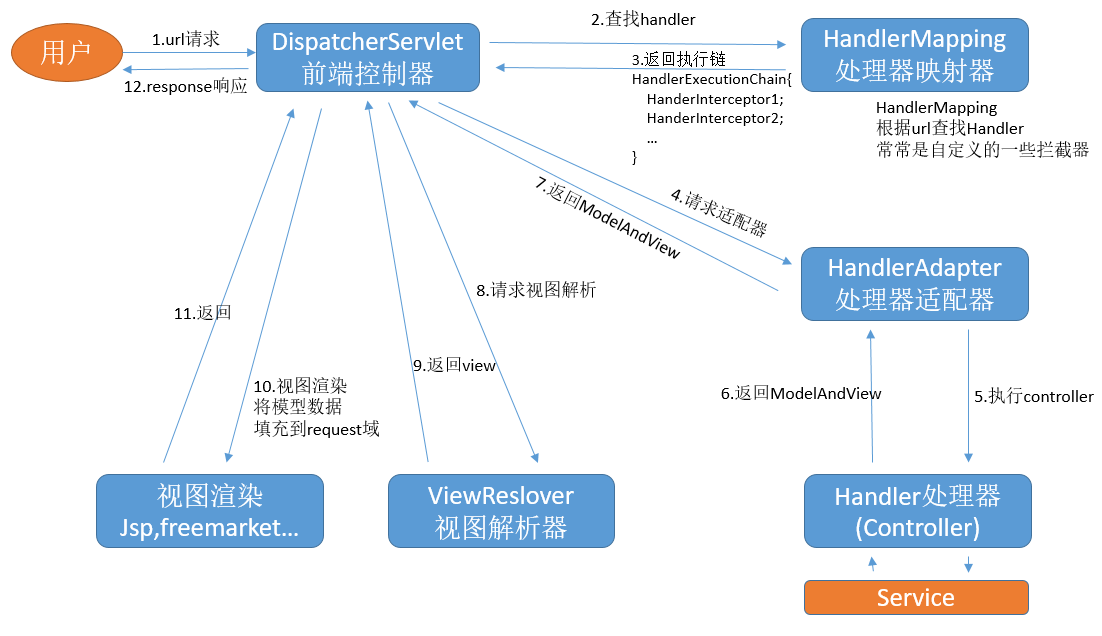 用户
1.url请求
12.response响应
DispatcherServlet
前端控制器
2.查找handler
3.返回执行链
HandlerExecutionChain{
HanderInterceptor1;
HanderInterceptor2;
...
}
HandlerMapping
处理器映射器
HandlerMapping
根据url查找Handler
常常是自定义的一些拦截器
4.请求适配器
7.返回ModelAndView
HandlerAdapter
处理器适配器
8.请求视图解析
11.返回
9.返回view
10.视图渲染
将模型数据
填充到request域
6.返回ModelAndView
5.执行controller
视图渲染
Jsp,freemarket...
ViewReslover
视图解析器
Handler处理器
(Controller)
Service